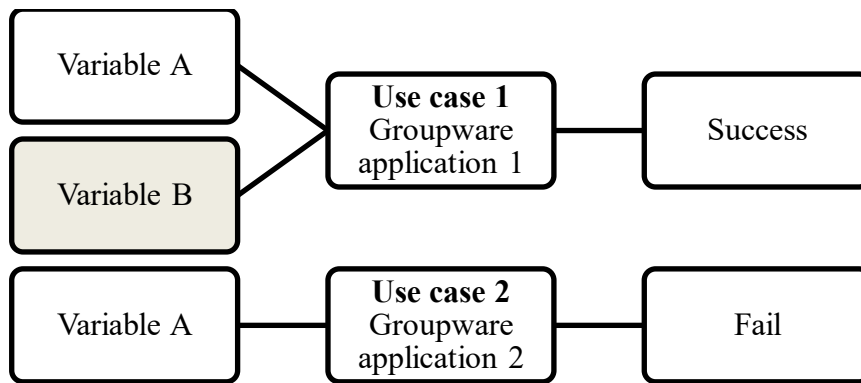 Variable A
Use case 1
Groupware
application 1
Success
Variable B
Variable A
Use case 2
Groupware
application 2
Fail